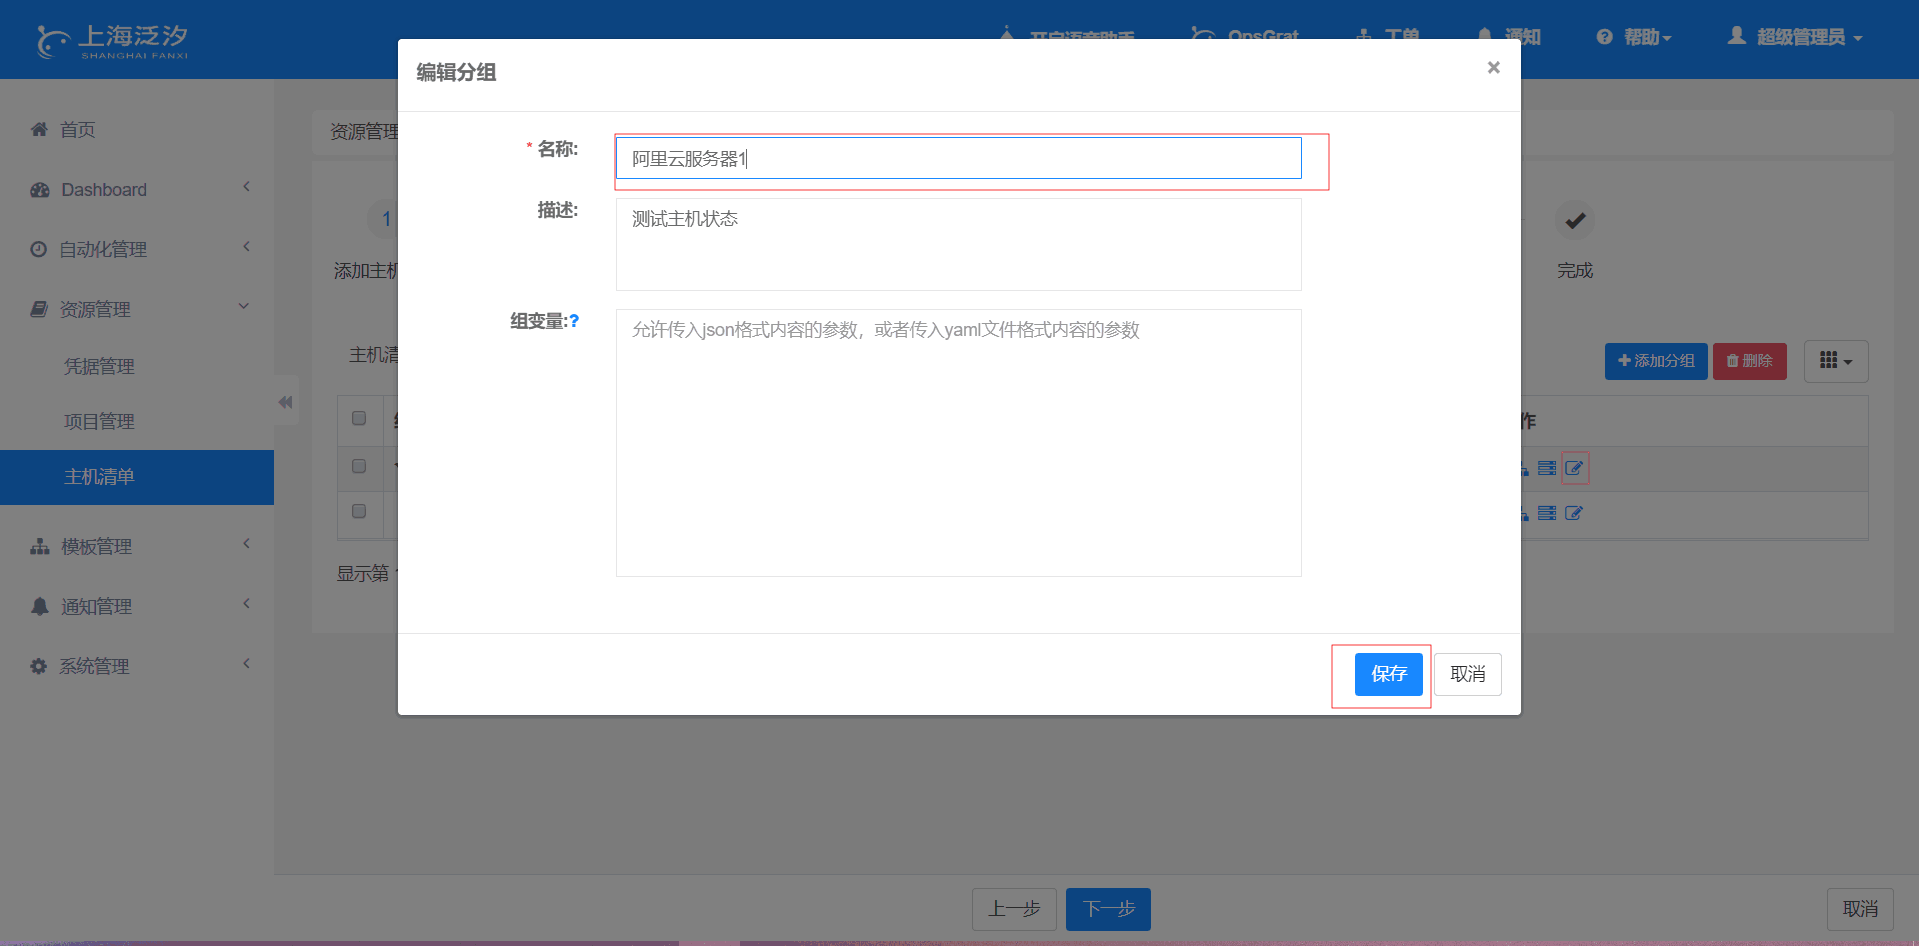 上海泛汐
SHANGHAI FANXI
开启语音助手
OpsGrat
工单
通知
帮助
超级管理员
首页
Dashboard
自动化管理
资源管理
凭据管理
项目管理
主机清单
模板管理
通知管理
系统管理
资源管理
1
添加主机
完成
主机清
添加分组
删除
作
显示第
编辑分组
×
* 名称:
阿里云服务器1
描述:
测试主机状态
组变量:?
允许传入json格式内容的参数，或者传入yaml文件格式内容的参数
保存
取消
上一步
下一步
取消